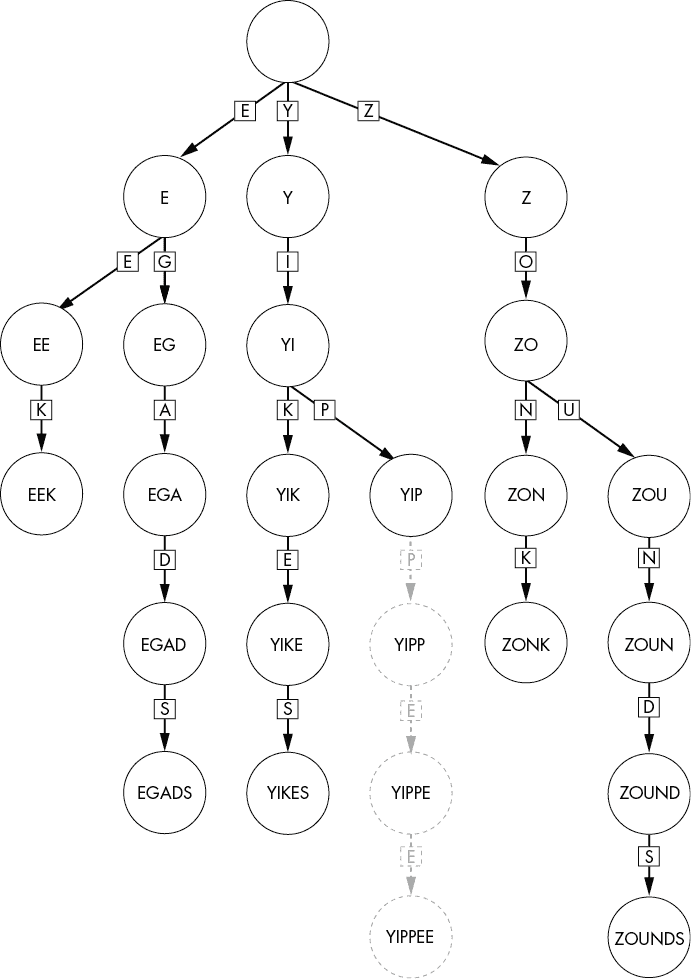 E Y Z
E Y Z
E G I O
EE EG YI ZO
K A K P N U
EEK EGA YIK YIP ZON ZOU
D E P K N
EGAD YIKE YIPP ZONK ZOUN
S S E D
EGADS YIKES YIPPE ZOUND
E S
YIPPEE ZOUNDS